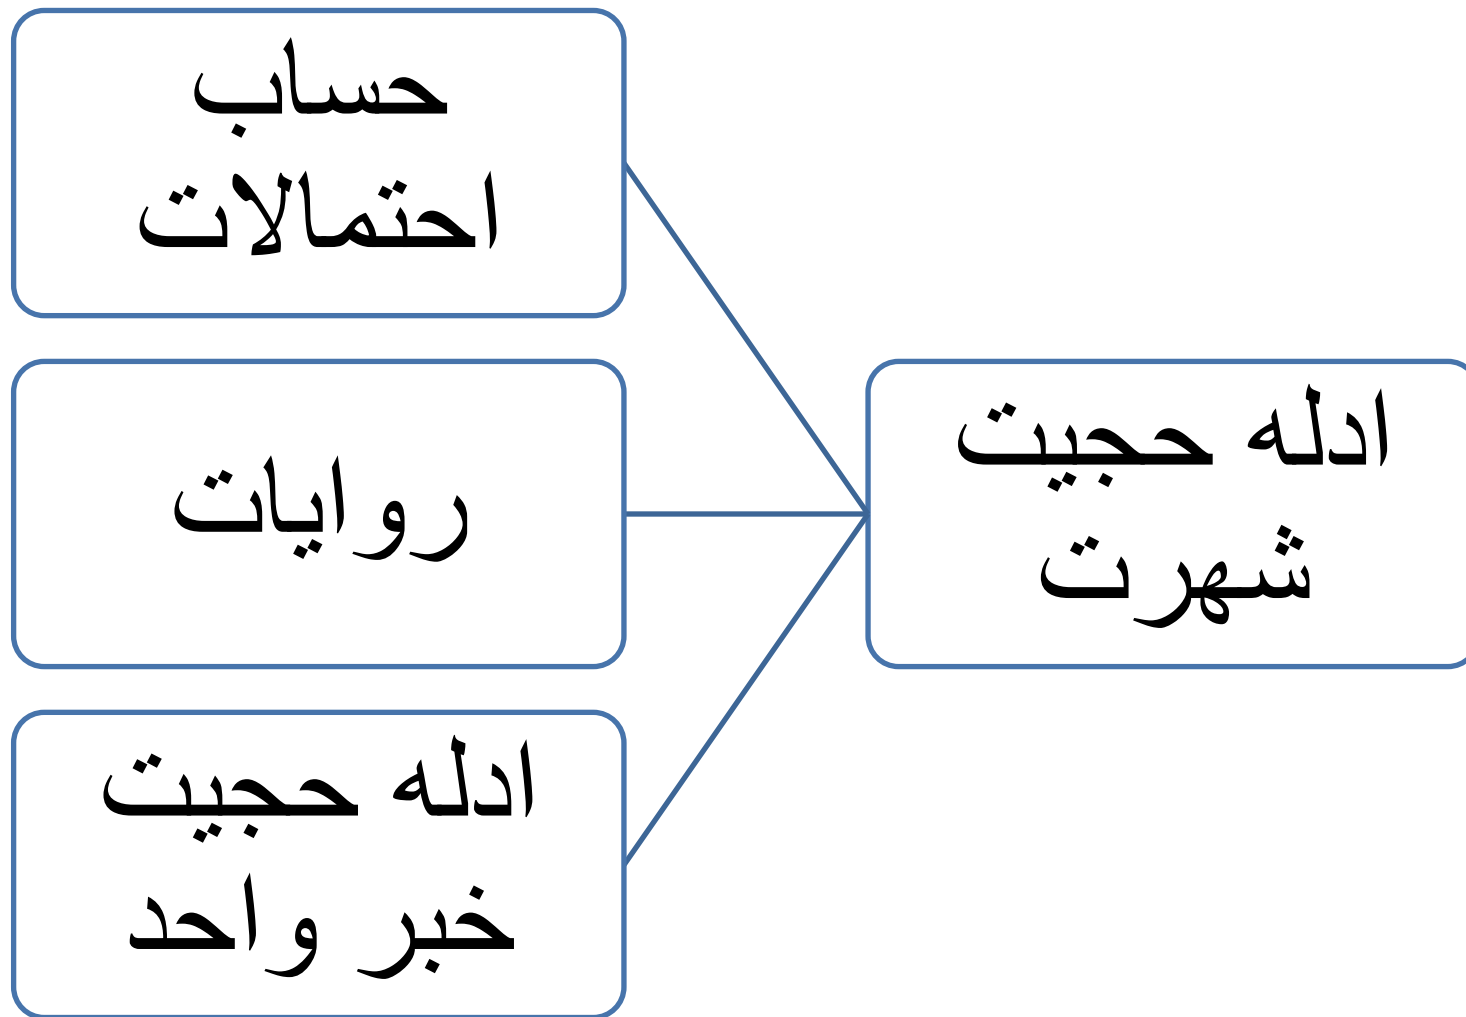 ادله حجیت
شهرت
حساب
احتمالات
روایات
ادله حجیت
خبر واحد